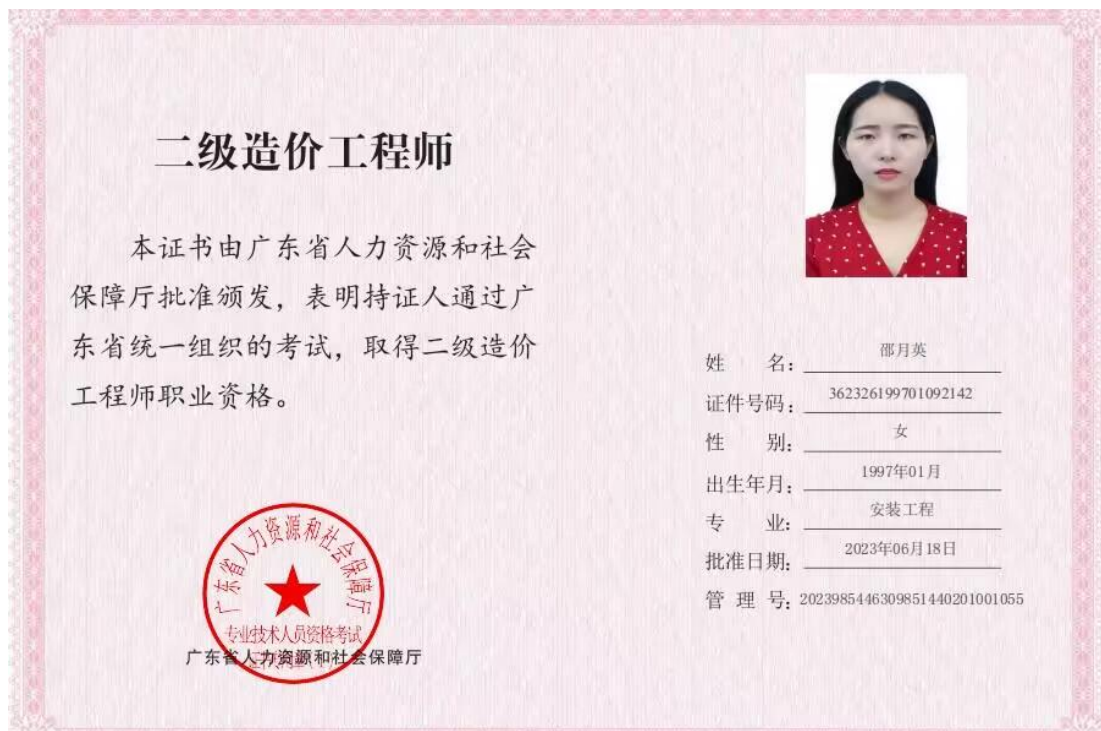 二级造价工程师
本证书由广东省人力资源和社会
保障厅批准颁发，表明持证人通过广
东省统一组织的考试，取得二级造价
工程师职业资格。
广东省人力资源和社会保障厅
专业技术人员资格考试
广东省人力资源和社会保障厅
姓 名：邵月英
证件号码：362326199701092142
性 别：女
出生年月：1997年01月
专 业：安装工程
批准日期：2023年06月18日
管 理 号：20239854463098514402010​01055